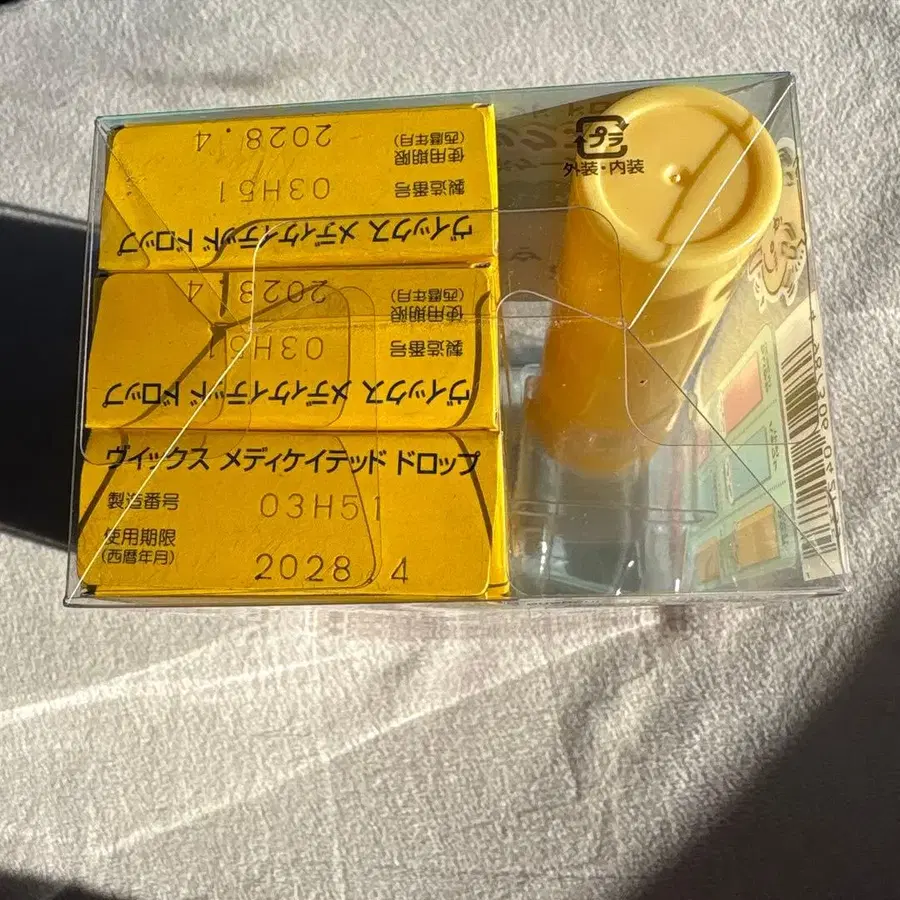 2028.4
使用期限
(西暦年月)
03H51
製造番号
ヴイックス メディケイテッド ドロップ
2028.4
使用期限
(西暦年月)
03H51
製造番号
ヴイックス メディケイテッド ドロップ
ヴイックス メディケイテッド ドロップ
製造番号
03H51
使用期限
(西暦年月)
2028.4
プラ
外装・内装